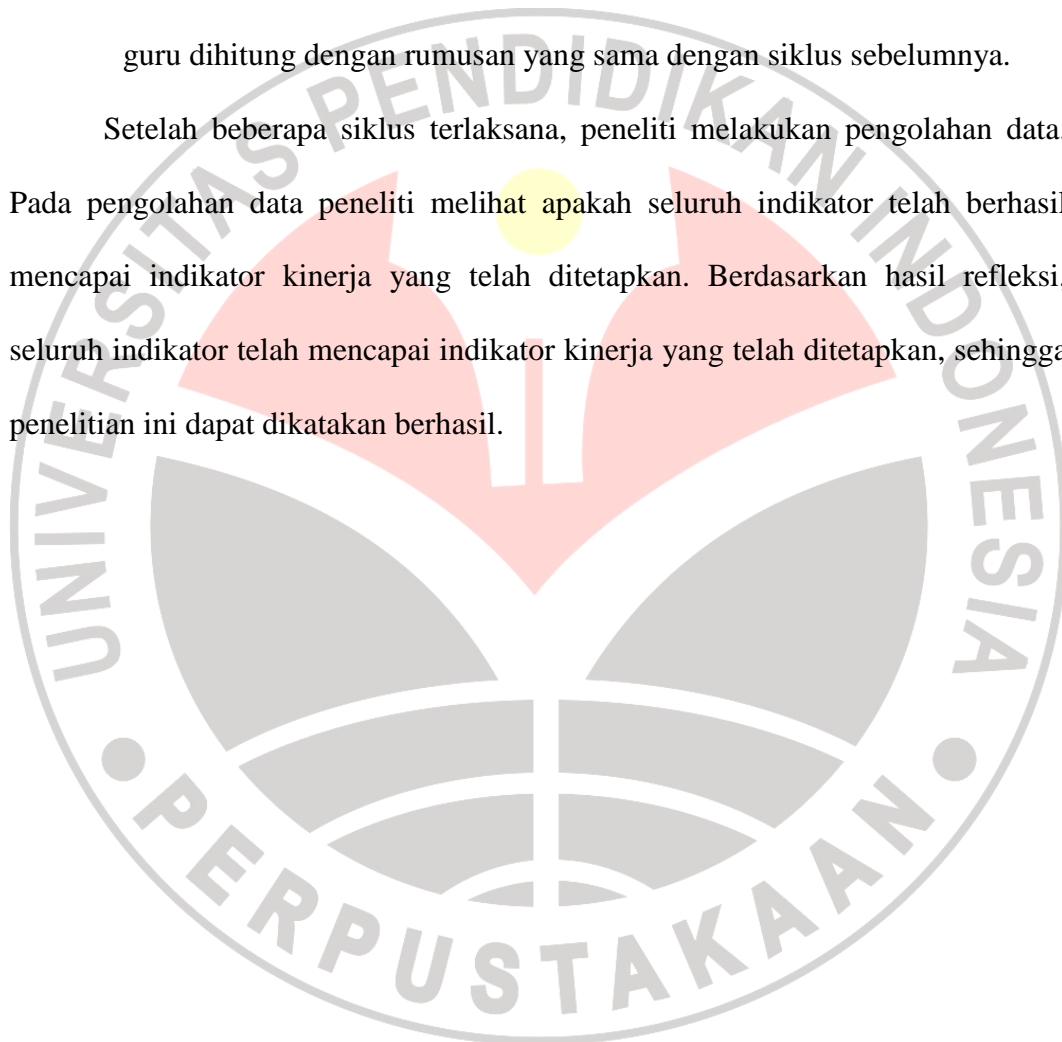 guru dihitung dengan rumusan yang sama dengan siklus sebelumnya.
Setelah beberapa siklus terlaksana, peneliti melakukan pengolahan data.
Pada pengolahan data peneliti melihat apakah seluruh indikator telah berhasil
mencapai indikator kinerja yang telah ditetapkan. Berdasarkan hasil refleksi,
seluruh indikator telah mencapai indikator kinerja yang telah ditetapkan, sehingga
penelitian ini dapat dikatakan berhasil.
UNIVERSITAS PENDIDIKAN INDONESIA
PERPUSTAKAAN